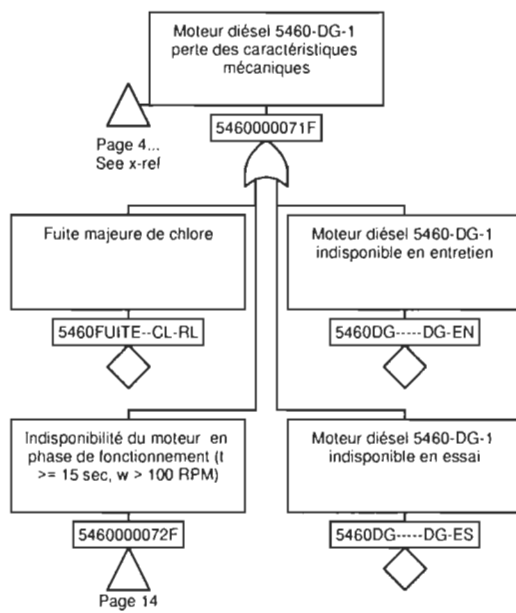 Moteur diésel 5460-DG-1
perte des caractéristiques
mécaniques
5460000071F
Page 4...
See x-ref
Fuite majeure de chlore
5460FUITE--CL-RL
Moteur diésel 5460-DG-1
indisponible en entretien
5460DG-----DG-EN
Indisponibilité du moteur en
phase de fonctionnement (t
>= 15 sec, w > 100 RPM)
5460000072F
Page 14
Moteur diésel 5460-DG-1
indisponible en essai
5460DG-----DG-ES